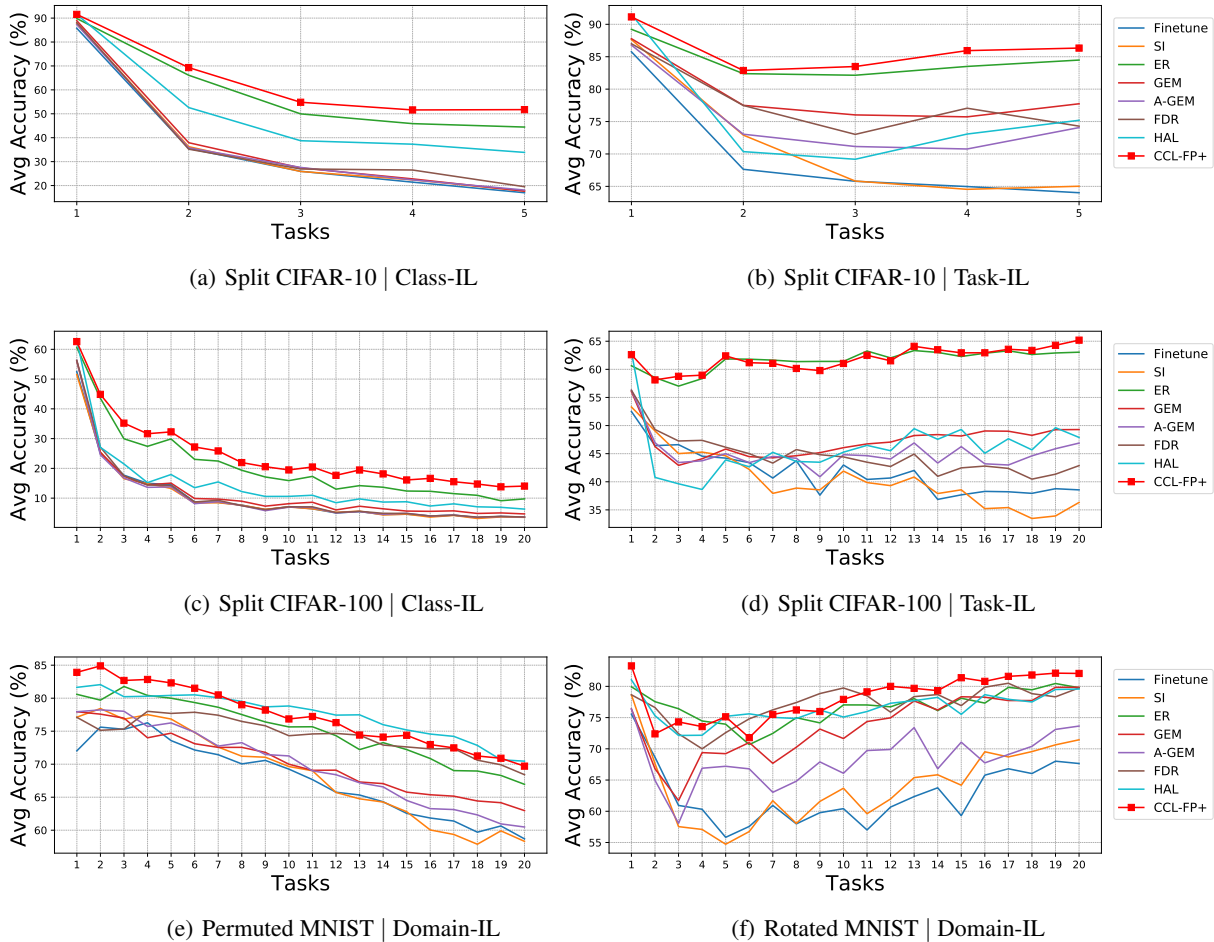 90
80
70
60
50
40
30
20
Avg Accuracy (%)
1 2 3 4 5
Tasks
(a) Split CIFAR-10 | Class-IL
90
85
80
75
70
65
Avg Accuracy (%)
1 2 3 4 5
Tasks
(b) Split CIFAR-10 | Task-IL
Finetune
SI
ER
GEM
A-GEM
FDR
HAL
CCL-FP+
60
50
40
30
20
10
Avg Accuracy (%)
1 2 3 4 5 6 7 8 9 10 11 12 13 14 15 16 17 18 19 20
Tasks
(c) Split CIFAR-100 | Class-IL
65
60
55
50
45
40
35
Avg Accuracy (%)
1 2 3 4 5 6 7 8 9 10 11 12 13 14 15 16 17 18 19 20
Tasks
(d) Split CIFAR-100 | Task-IL
Finetune
SI
ER
GEM
A-GEM
FDR
HAL
CCL-FP+
85
80
75
70
65
60
Avg Accuracy (%)
1 2 3 4 5 6 7 8 9 10 11 12 13 14 15 16 17 18 19 20
Tasks
(e) Permuted MNIST | Domain-IL
80
75
70
65
60
55
Avg Accuracy (%)
1 2 3 4 5 6 7 8 9 10 11 12 13 14 15 16 17 18 19 20
Tasks
(f) Rotated MNIST | Domain-IL
Finetune
SI
ER
GEM
A-GEM
FDR
HAL
CCL-FP+